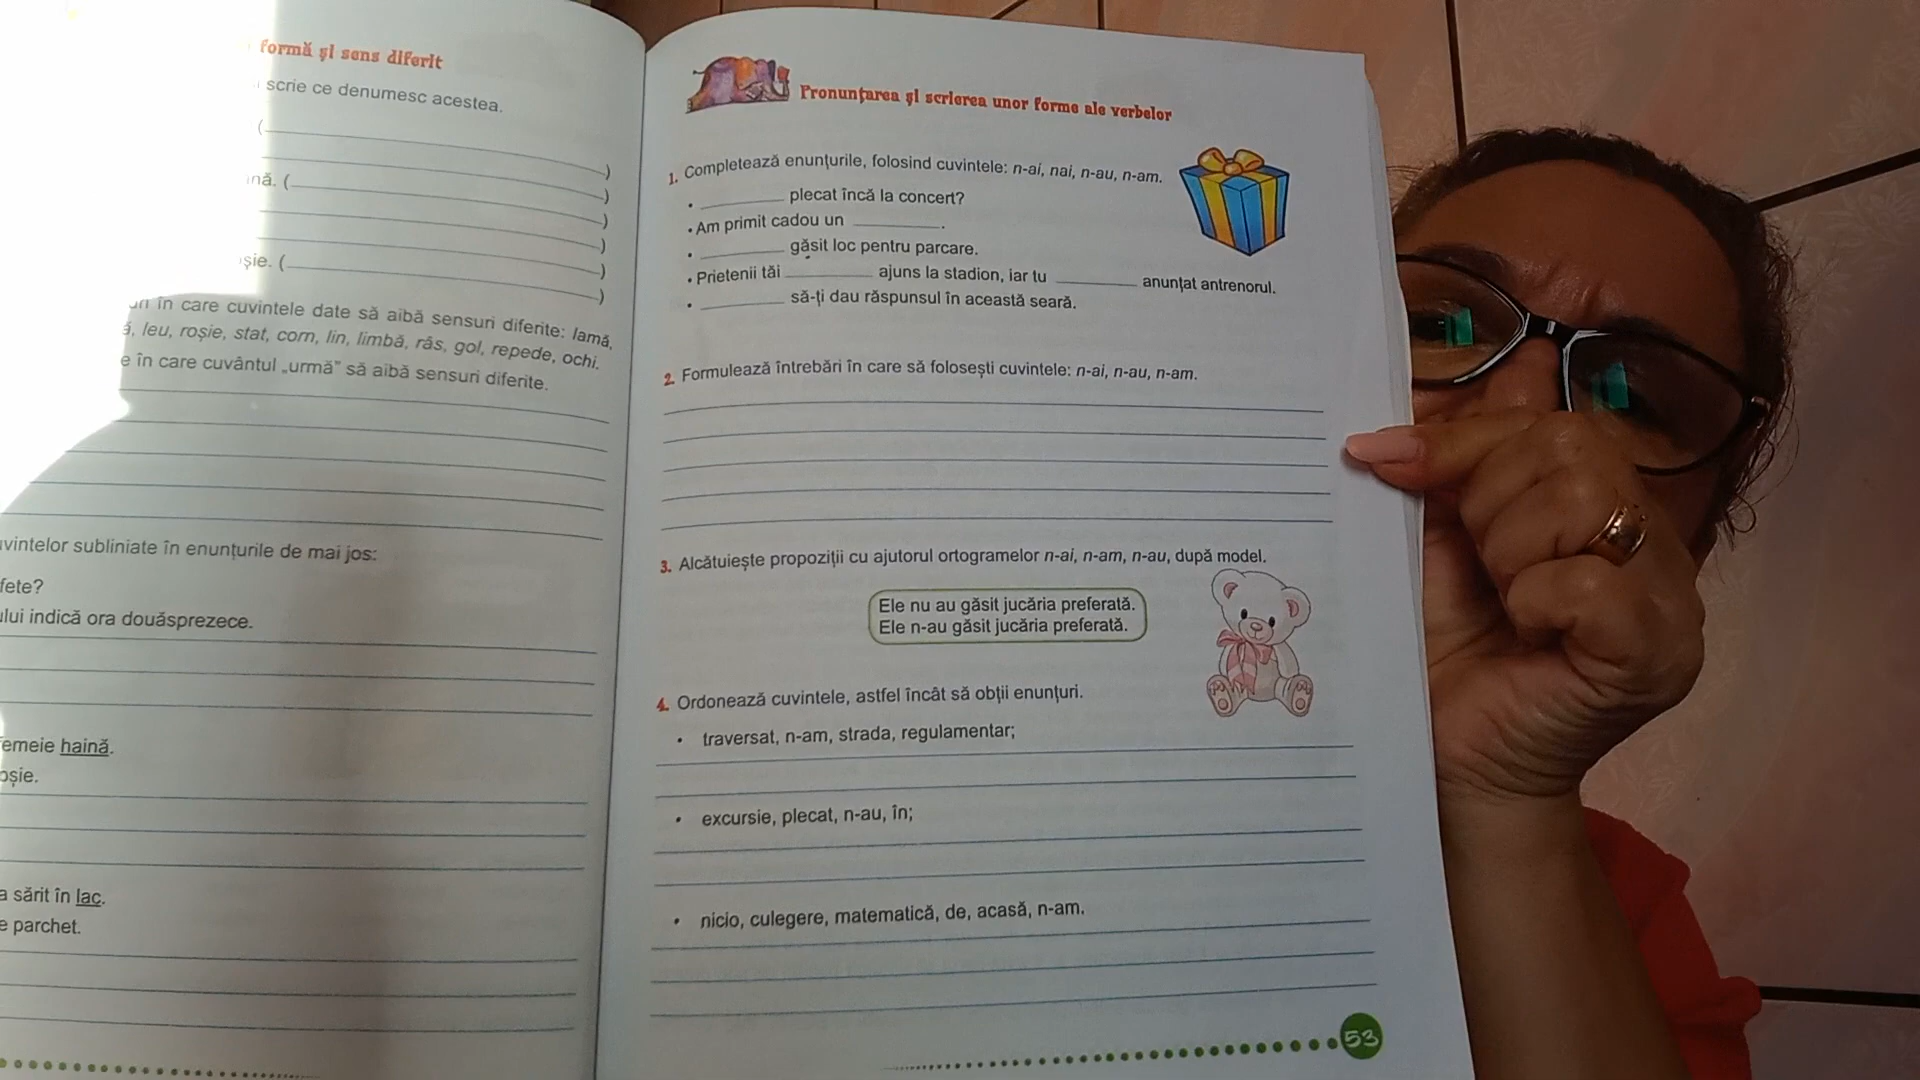 formă și sens diferit
scrie ce denumesc acestea.
(
)
)
(
)
)
șie. (
)
)
în care cuvintele date să aibă sensuri diferite: lamă,
leu, roșie, stat, corn, lin, limbă, râs, gol, repede, ochi.
e în care cuvântul „urmă" să aibă sensuri diferite.
vintelor subliniate în enunțurile de mai jos:
fete?
lui indică ora douăsprezece.
emeie haină.
oșie.
a sărit în lac.
e parchet.
Pronunțarea și scrierea unor forme ale verbelor
1. Completează enunțurile, folosind cuvintele: n-ai, nai, n-au, n-am.
• ________ plecat încă la concert?
• Am primit cadou un ________.
• ________ găsit loc pentru parcare.
• Prietenii tăi ________ ajuns la stadion, iar tu ________ anunțat antrenorul.
• ________ să-ți dau răspunsul în această seară.
2. Formulează întrebări în care să folosești cuvintele: n-ai, n-au, n-am.
3. Alcătuiește propoziții cu ajutorul ortogramelor n-ai, n-am, n-au, după model.
Ele nu au găsit jucăria preferată.
Ele n-au găsit jucăria preferată.
4. Ordonează cuvintele, astfel încât să obții enunțuri.
• traversat, n-am, strada, regulamentar;
• excursie, plecat, n-au, în;
• nicio, culegere, matematică, de, acasă, n-am.
53